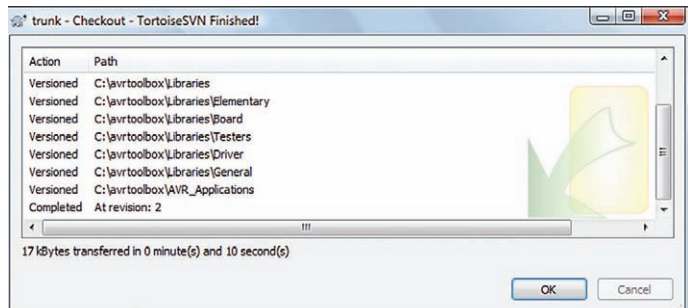 trunk - Checkout - TortoiseSVN Finished!
Action Path
Versioned C:\avrtoolbox\Libraries
Versioned C:\avrtoolbox\Libraries\Elementary
Versioned C:\avrtoolbox\Libraries\Board
Versioned C:\avrtoolbox\Libraries\Testers
Versioned C:\avrtoolbox\Libraries\Driver
Versioned C:\avrtoolbox\Libraries\General
Versioned C:\avrtoolbox\AVR_Applications
Completed At revision: 2
17 kBytes transferred in 0 minute(s) and 10 second(s)
OK Cancel